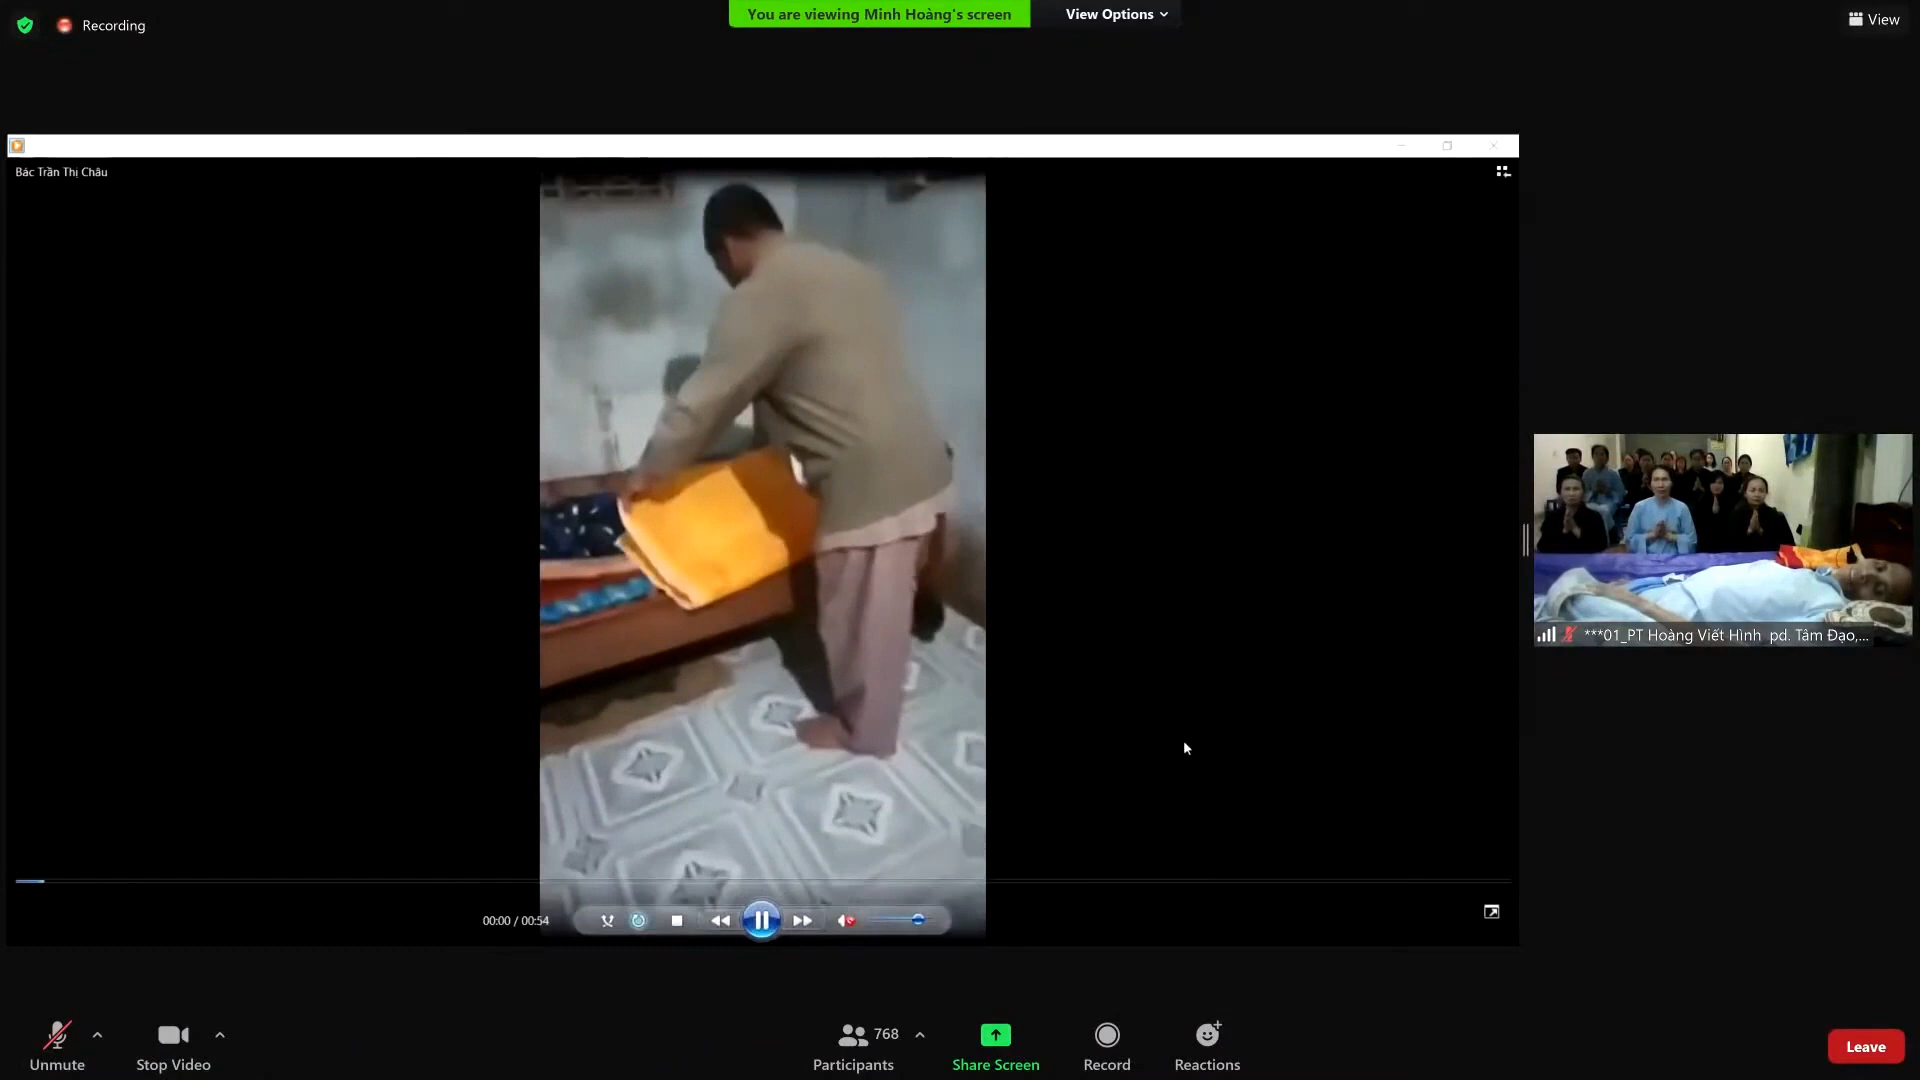 Recording
You are viewing Minh Hoàng's screen
View Options
View
Bác Trần Thị Châu
***01_PT Hoàng Viết Hình pd. Tâm Đạo,...
00:00 / 00:54
Unmute
Stop Video
768
Participants
Share Screen
Record
Reactions
Leave